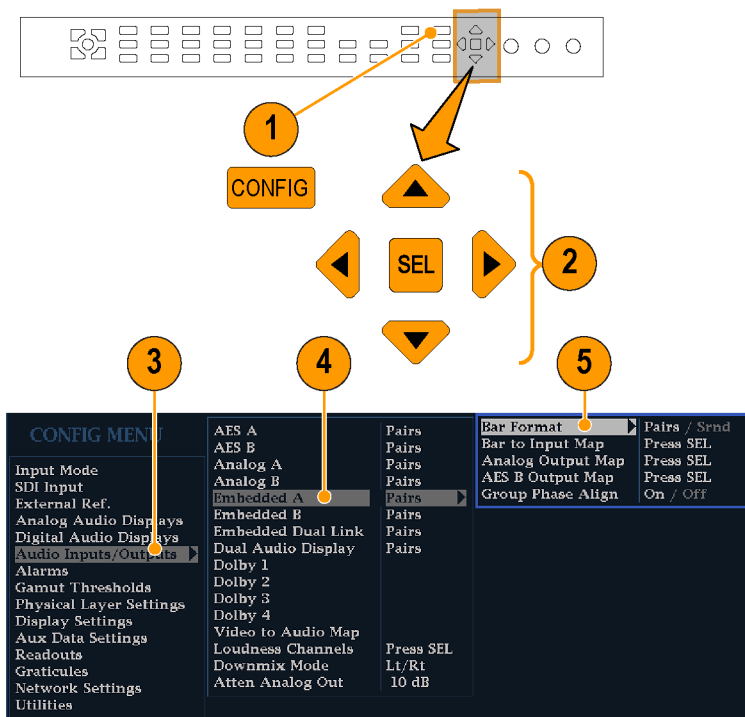 1
CONFIG
SEL
2
3
4
5
CONFIG MENU
Input Mode
SDI Input
External Ref.
Analog Audio Displays
Digital Audio Displays
Audio Inputs/Outputs
Alarms
Gamut Thresholds
Physical Layer Settings
Display Settings
Aux Data Settings
Readouts
Graticules
Network Settings
Utilities
AES A Pairs
AES B Pairs
Analog A Pairs
Analog B Pairs
Embedded A Pairs
Embedded B Pairs
Embedded Dual Link Pairs
Dual Audio Display Pairs
Dolby 1
Dolby 2
Dolby 3
Dolby 4
Video to Audio Map
Loudness Channels Press SEL
Downmix Mode Lt/Rt
Atten Analog Out 10 dB
Bar Format Pairs / Srnd
Bar to Input Map Press SEL
Analog Output Map Press SEL
AES B Output Map Press SEL
Group Phase Align On / Off